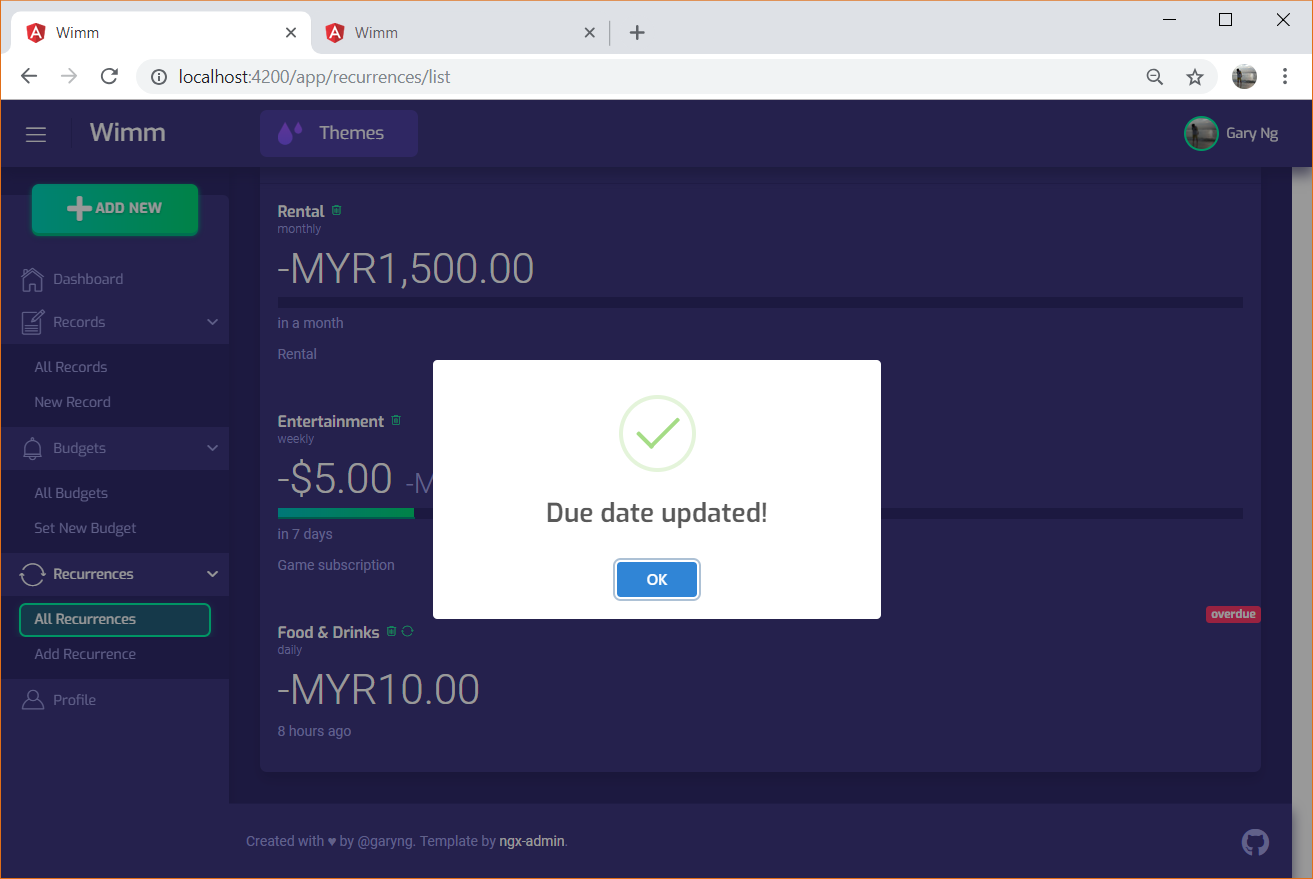 Wimm
Wimm
localhost:4200/app/recurrences/list
Wimm
Themes
Gary Ng
ADD NEW
Dashboard
Records
All Records
New Record
Budgets
All Budgets
Set New Budget
Recurrences
All Recurrences
Add Recurrence
Profile
Rental
monthly
-MYR1,500.00
in a month
Rental
Entertainment
weekly
-$5.00 -M
in 7 days
Game subscription
Due date updated!
OK
overdue
Food & Drinks
daily
-MYR10.00
8 hours ago
Created with ♥ by @garyng. Template by ngx-admin.